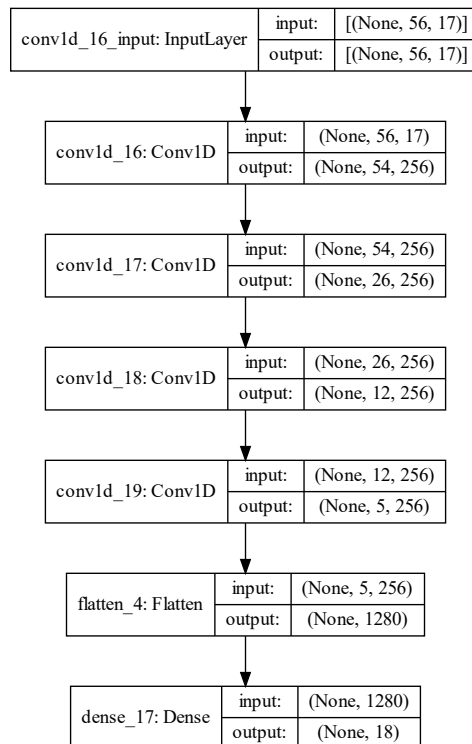 conv1d_16_input: InputLayer
input: [(None, 56, 17)]
output: [(None, 56, 17)]
conv1d_16: Conv1D
input: (None, 56, 17)
output: (None, 54, 256)
conv1d_17: Conv1D
input: (None, 54, 256)
output: (None, 26, 256)
conv1d_18: Conv1D
input: (None, 26, 256)
output: (None, 12, 256)
conv1d_19: Conv1D
input: (None, 12, 256)
output: (None, 5, 256)
flatten_4: Flatten
input: (None, 5, 256)
output: (None, 1280)
dense_17: Dense
input: (None, 1280)
output: (None, 18)